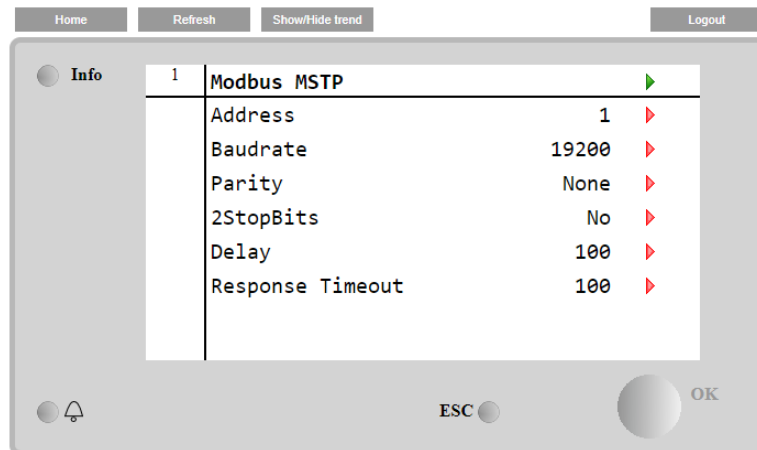 Home Refresh Show/Hide trend Logout
Info
1 Modbus MSTP
Address 1
Baudrate 19200
Parity None
2StopBits No
Delay 100
Response Timeout 100
ESC OK